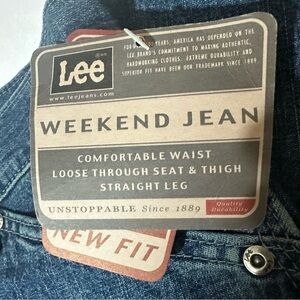 Lee
www.leejeans.com
FOR YEARS, AMERICA HAS DEPENDED ON THE
LEE BRAND'S COMMITMENT TO MAKING AUTHENTIC,
HARDWORKING CLOTHES. EXTREME DURABILITY AND
SUPERIOR FIT HAVE BEEN OUR TRADEMARK SINCE 1889.
WEEKEND JEAN
COMFORTABLE WAIST
LOOSE THROUGH SEAT & THIGH
STRAIGHT LEG
UNSTOPPABLE Since 1889
Quality
Durability
NEW FIT